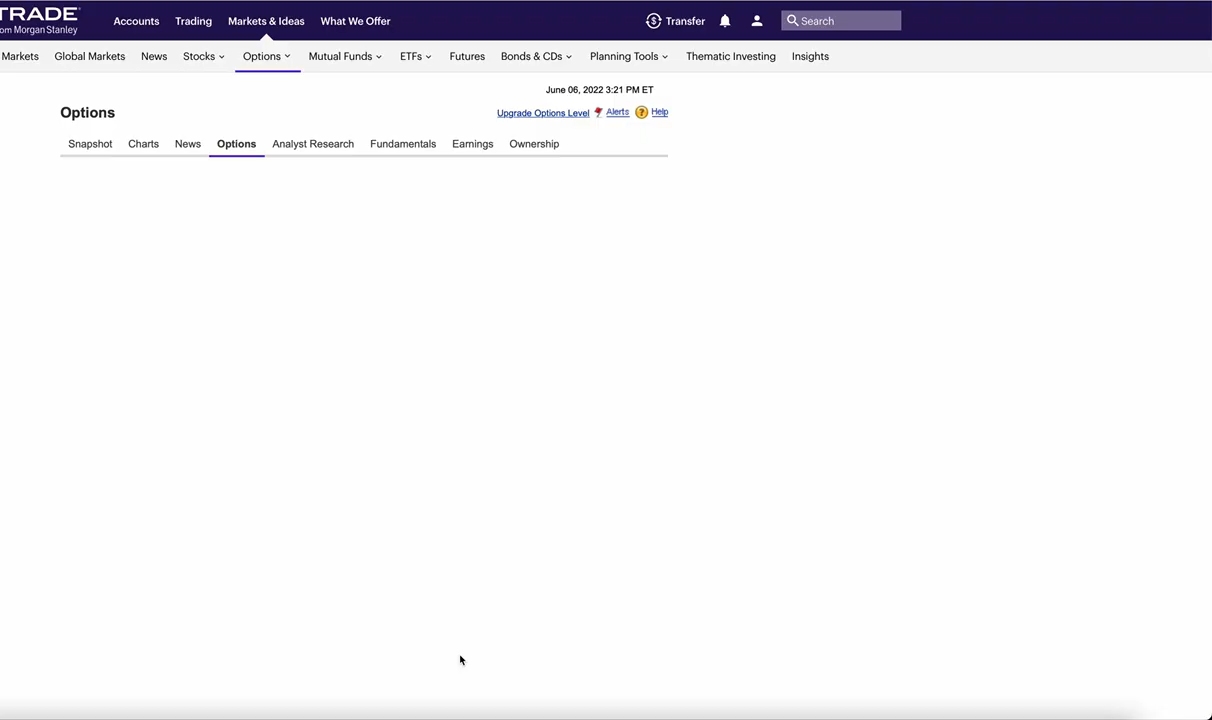 TRADE
om Morgan Stanley
Accounts Trading Markets & Ideas What We Offer Transfer Search
Markets Global Markets News Stocks Options Mutual Funds ETFs Futures Bonds & CDs Planning Tools Thematic Investing Insights
June 06, 2022 3:21 PM ET
Options
Upgrade Options Level Alerts ? Help
Snapshot Charts News Options Analyst Research Fundamentals Earnings Ownership